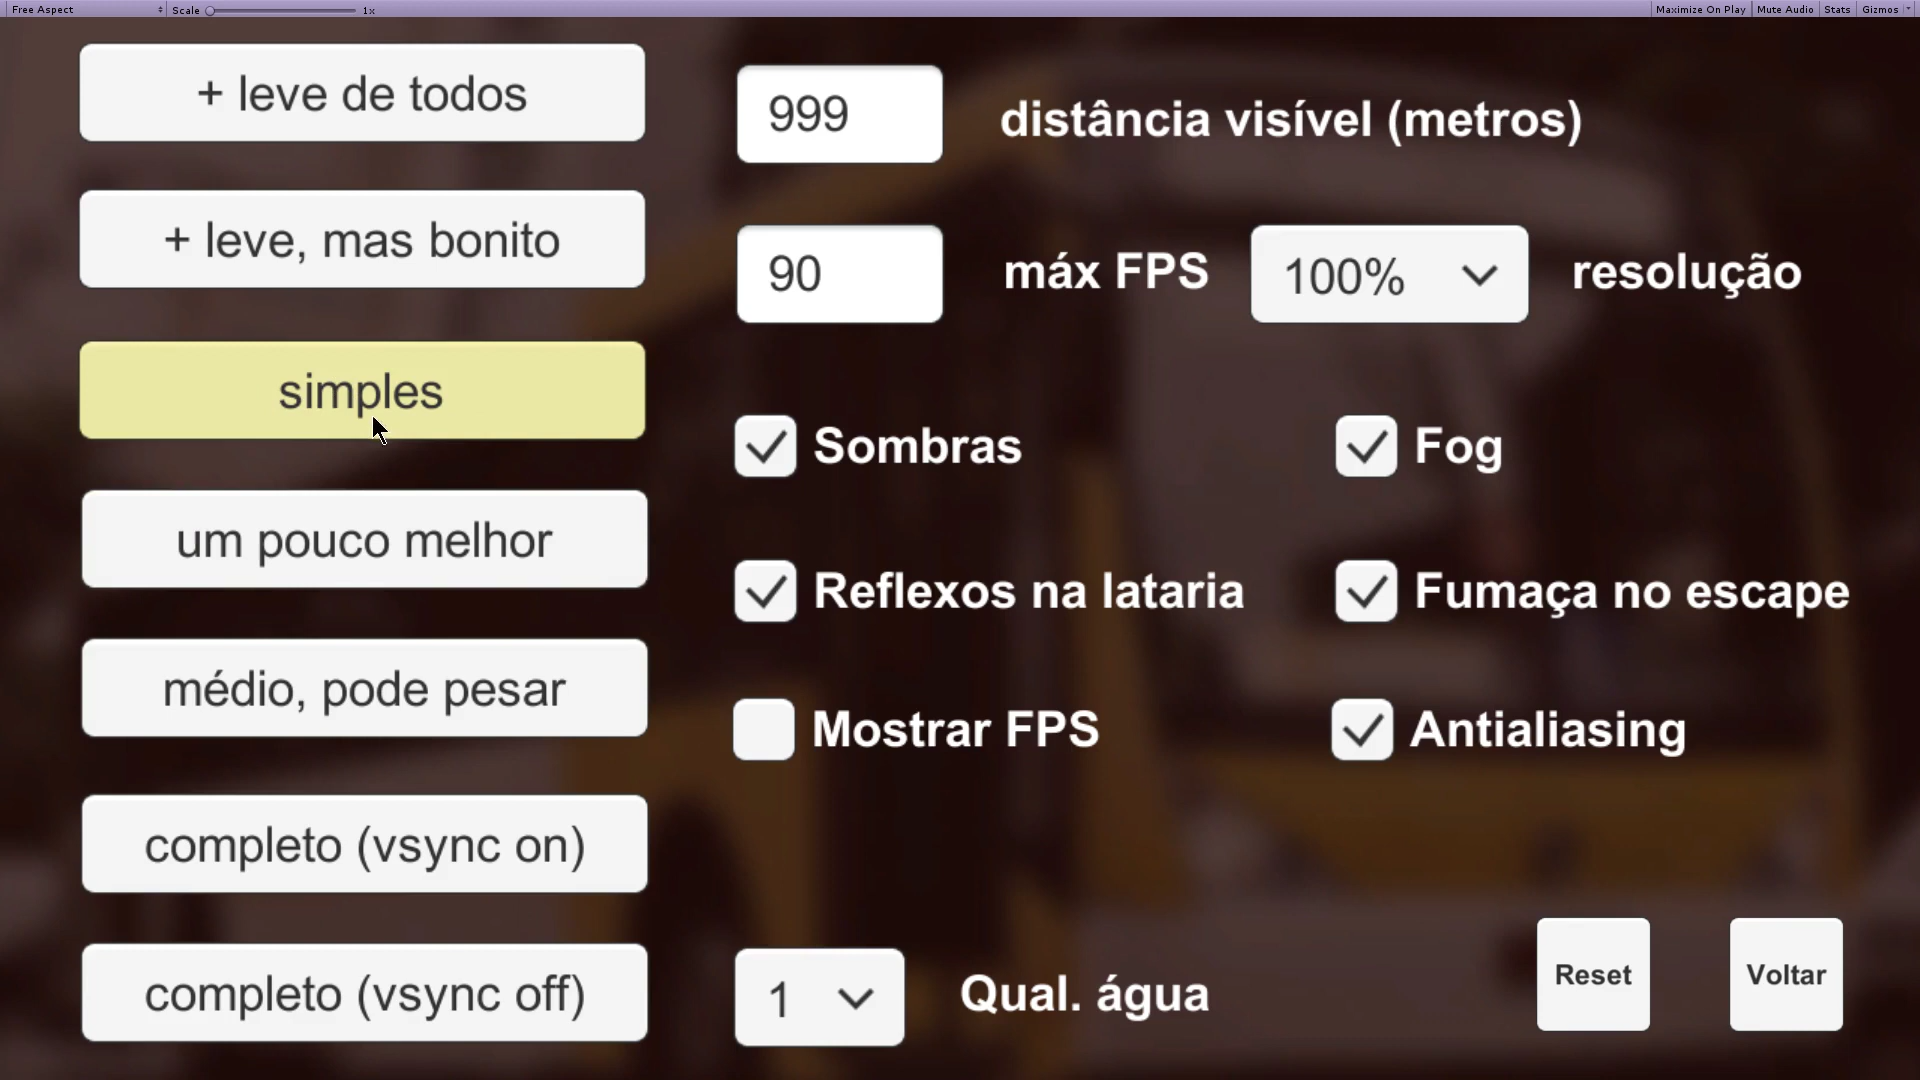 Free Aspect Scale 1x Maximize On Play Mute Audio Stats Gizmos
+ leve de todos
999 distância visível (metros)
+ leve, mas bonito
90 máx FPS 100% resolução
simples
Sombras Fog
um pouco melhor
Reflexos na lataria Fumaça no escape
médio, pode pesar
Mostrar FPS Antialiasing
completo (vsync on)
completo (vsync off)
1 Qual. água
Reset Voltar